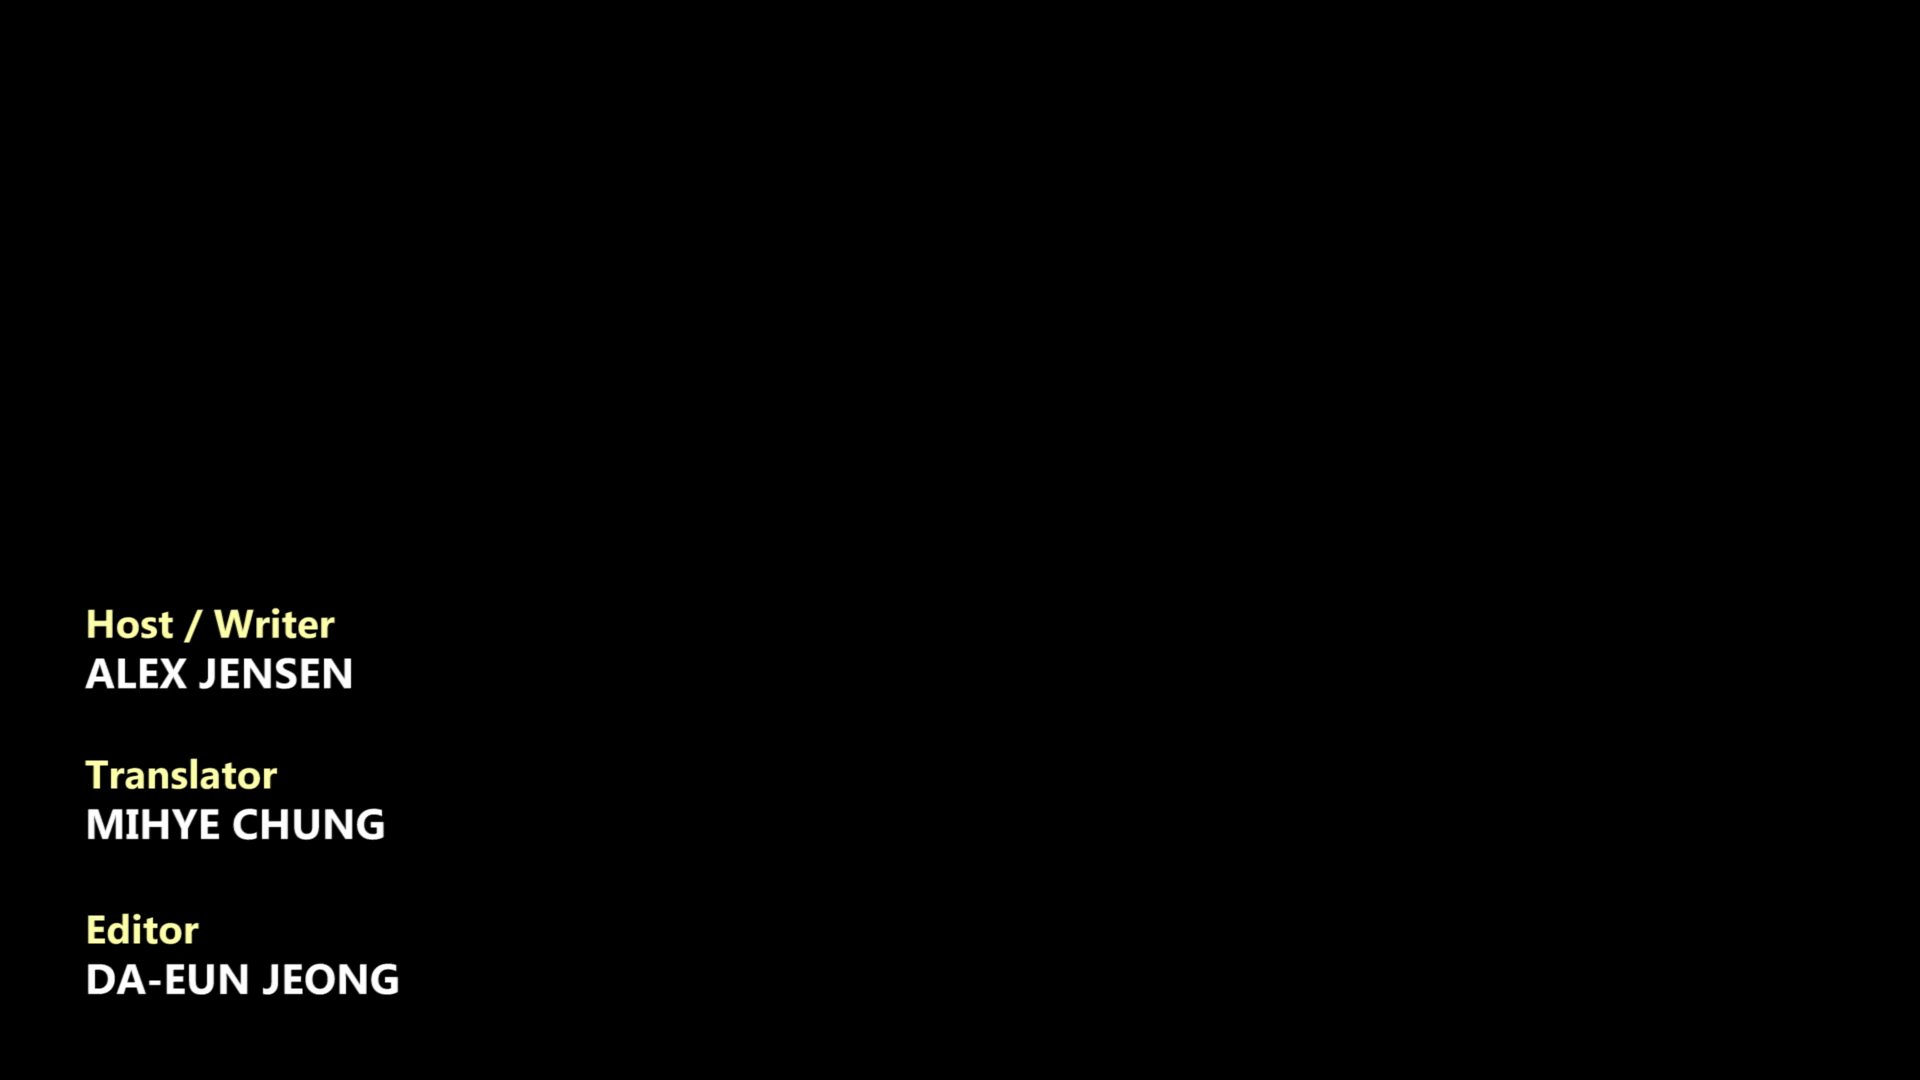 Host / Writer
ALEX JENSEN
Translator
MIHYE CHUNG
Editor
DA-EUN JEONG